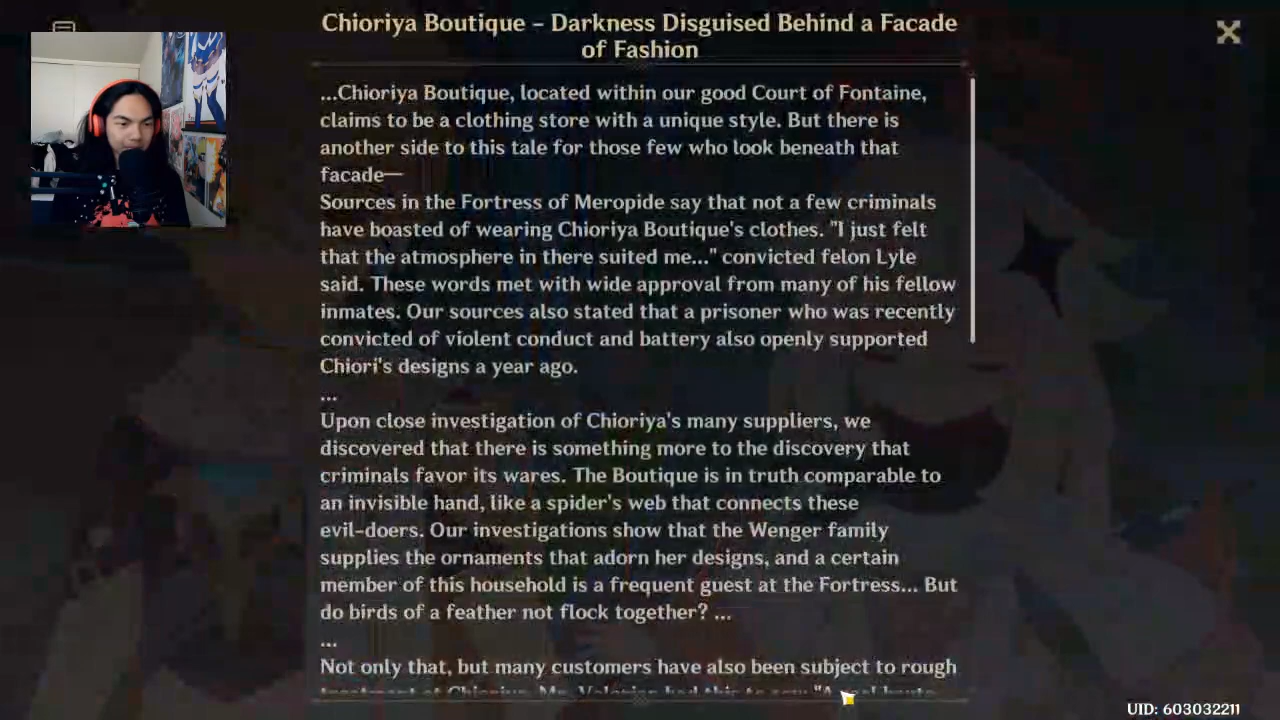 Chioriya Boutique – Darkness Disguised Behind a Facade
of Fashion
...Chioriya Boutique, located within our good Court of Fontaine,
claims to be a clothing store with a unique style. But there is
another side to this tale for those few who look beneath that
facade—
Sources in the Fortress of Meropide say that not a few criminals
have boasted of wearing Chioriya Boutique's clothes. "I just felt
that the atmosphere in there suited me..." convicted felon Lyle
said. These words met with wide approval from many of his fellow
inmates. Our sources also stated that a prisoner who was recently
convicted of violent conduct and battery also openly supported
Chiori's designs a year ago.
...
Upon close investigation of Chioriya's many suppliers, we
discovered that there is something more to the discovery that
criminals favor its wares. The Boutique is in truth comparable to
an invisible hand, like a spider's web that connects these
evil-doers. Our investigations show that the Wenger family
supplies the ornaments that adorn her designs, and a certain
member of this household is a frequent guest at the Fortress... But
do birds of a feather not flock together? ...
...
Not only that, but many customers have also been subject to rough
UID: 603032211